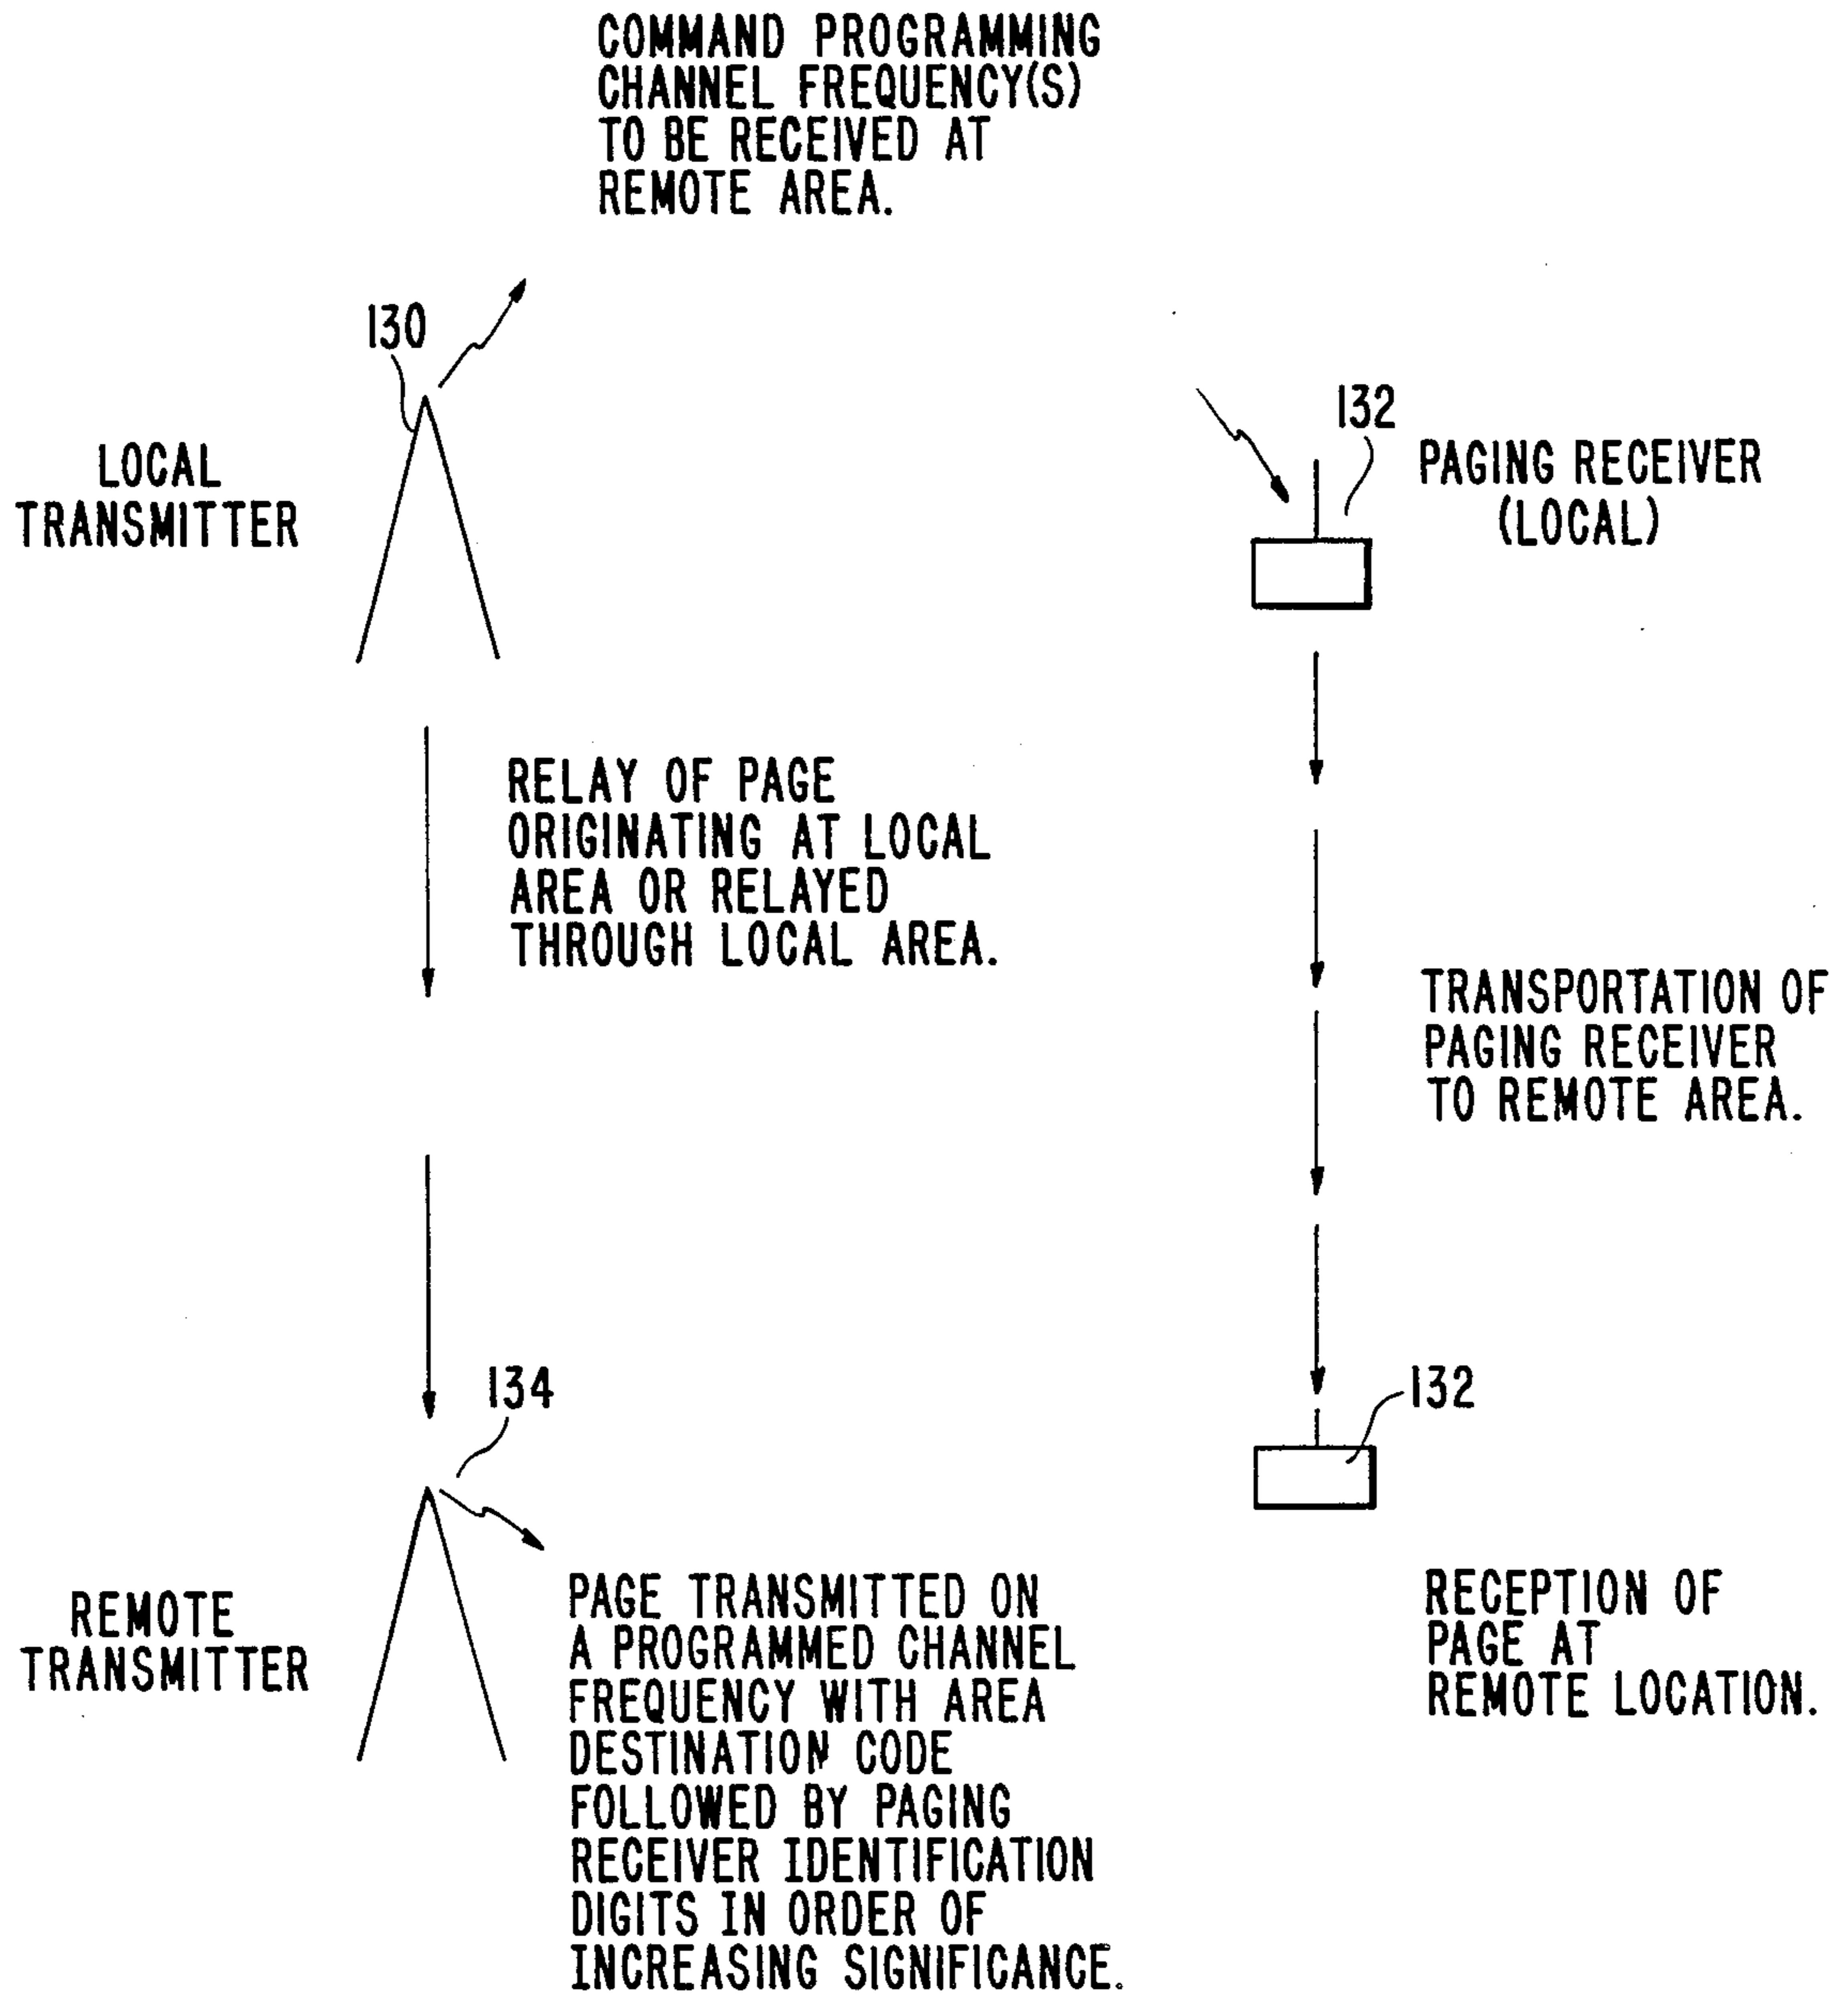 COMMAND PROGRAMMING
CHANNEL FREQUENCY(S)
TO BE RECEIVED AT
REMOTE AREA.
130
LOCAL
TRANSMITTER
132
PAGING RECEIVER
(LOCAL)
RELAY OF PAGE
ORIGINATING AT LOCAL
AREA OR RELAYED
THROUGH LOCAL AREA.
TRANSPORTATION OF
PAGING RECEIVER
TO REMOTE AREA.
134
132
REMOTE
TRANSMITTER
PAGE TRANSMITTED ON
A PROGRAMMED CHANNEL
FREQUENCY WITH AREA
DESTINATION CODE
FOLLOWED BY PAGING
RECEIVER IDENTIFICATION
DIGITS IN ORDER OF
INCREASING SIGNIFICANCE.
RECEPTION OF
PAGE AT
REMOTE LOCATION.